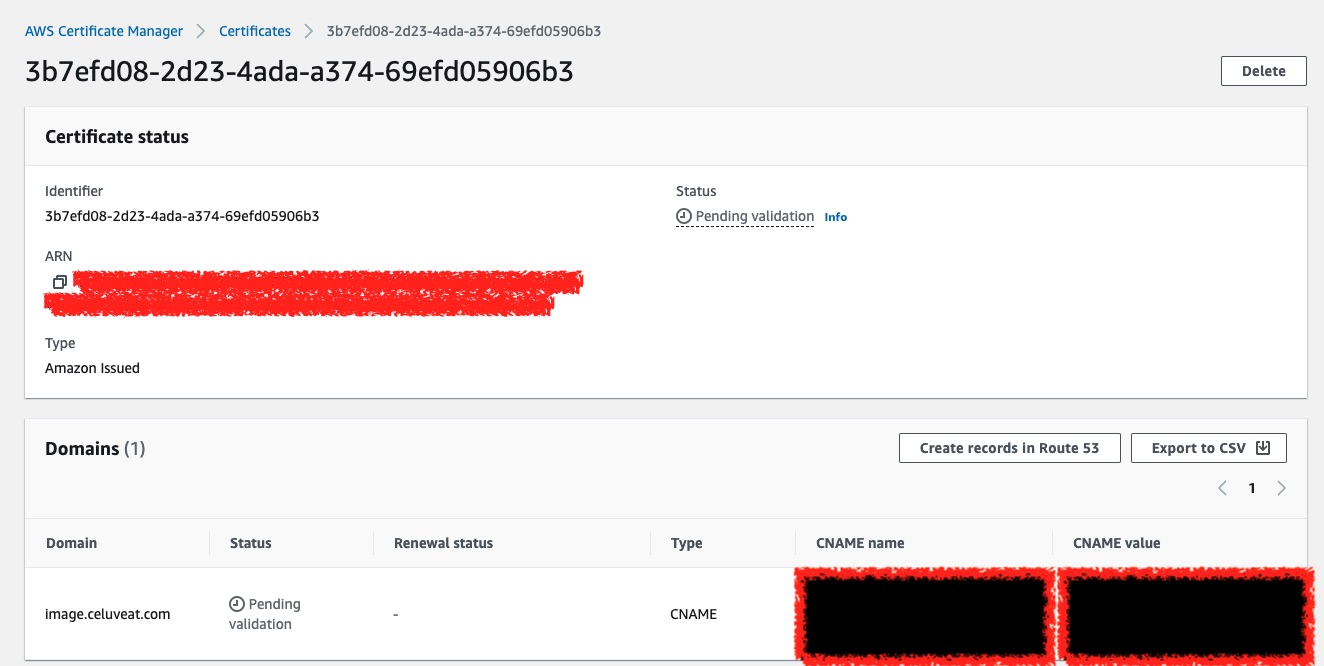 AWS Certificate Manager > Certificates > 3b7efd08-2d23-4ada-a374-69efd05906b3
3b7efd08-2d23-4ada-a374-69efd05906b3
Delete
Certificate status
Identifier
3b7efd08-2d23-4ada-a374-69efd05906b3
Status
Pending validation Info
ARN
Type
Amazon Issued
Domains (1)
Create records in Route 53
Export to CSV
1
Domain Status Renewal status Type CNAME name CNAME value
image.celuveat.com Pending validation - CNAME